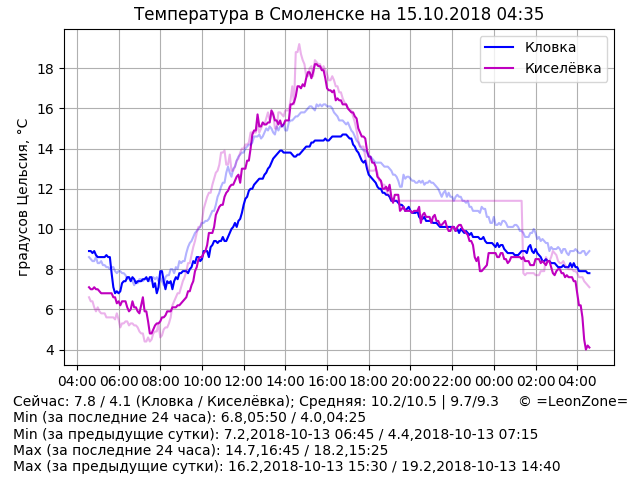 Температура в Смоленске на 15.10.2018 04:35
градусов Цельсия, °C
18
16
14
12
10
8
6
4
Кловка
Киселёвка
04:00 06:00 08:00 10:00 12:00 14:00 16:00 18:00 20:00 22:00 00:00 02:00 04:00
Сейчас: 7.8 / 4.1 (Кловка / Киселёвка); Средняя: 10.2/10.5 | 9.7/9.3 © =LeonZone=
Min (за последние 24 часа): 6.8,05:50 / 4.0,04:25
Min (за предыдущие сутки): 7.2,2018-10-13 06:45 / 4.4,2018-10-13 07:15
Max (за последние 24 часа): 14.7,16:45 / 18.2,15:25
Max (за предыдущие сутки): 16.2,2018-10-13 15:30 / 19.2,2018-10-13 14:40